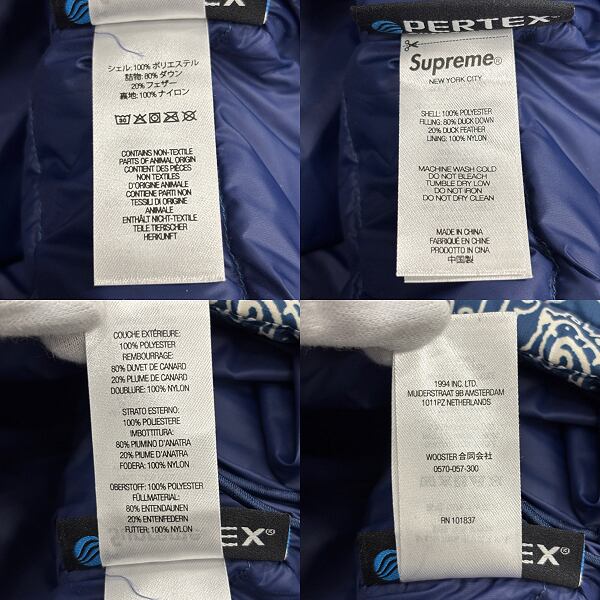 シェル: 100% ポリエステル
詰物: 80% ダウン
20% フェザー
裏地: 100% ナイロン
30
CONTAINS NON-TEXTILE
PARTS OF ANIMAL ORIGIN
CONTIENT DES PIÈCES
NON TEXTILES
D'ORIGINE ANIMALE
CONTIENE PARTI NON
TESSILI DI ORIGINE
ANIMALE
ENTHÄLT NICHT-TEXTILE
TEILE TIERISCHER
HERKUNFT
PERTEX®
Supreme®
NEW YORK CITY
SHELL: 100% POLYESTER
FILLING: 80% DUCK DOWN
20% DUCK FEATHER
LINING: 100% NYLON
MACHINE WASH COLD
DO NOT BLEACH
TUMBLE DRY LOW
DO NOT IRON
DO NOT DRY CLEAN
MADE IN CHINA
FABRIQUÉ EN CHINE
PRODOTTO IN CINA
中国製
COUCHE EXTÉRIEURE:
100% POLYESTER
REMBOURRAGE:
80% DUVET DE CANARD
20% PLUME DE CANARD
DOUBLURE: 100% NYLON
STRATO ESTERNO:
100% POLIESTERE
IMBOTTITURA:
80% PIUMINO D'ANATRA
20% PIUME D'ANATRA
FODERA: 100% NYLON
OBERSTOFF: 100% POLYESTER
FÜLLMATERIAL:
80% ENTENDAUNEN
20% ENTENFEDERN
FUTTER: 100% NYLON
EX®
1994 INC. LTD.
MUIDERSTRAAT 9B AMSTERDAM
1011PZ NETHERLANDS
WOOSTER 合同会社
0570-057-300
RN 101837
EX®